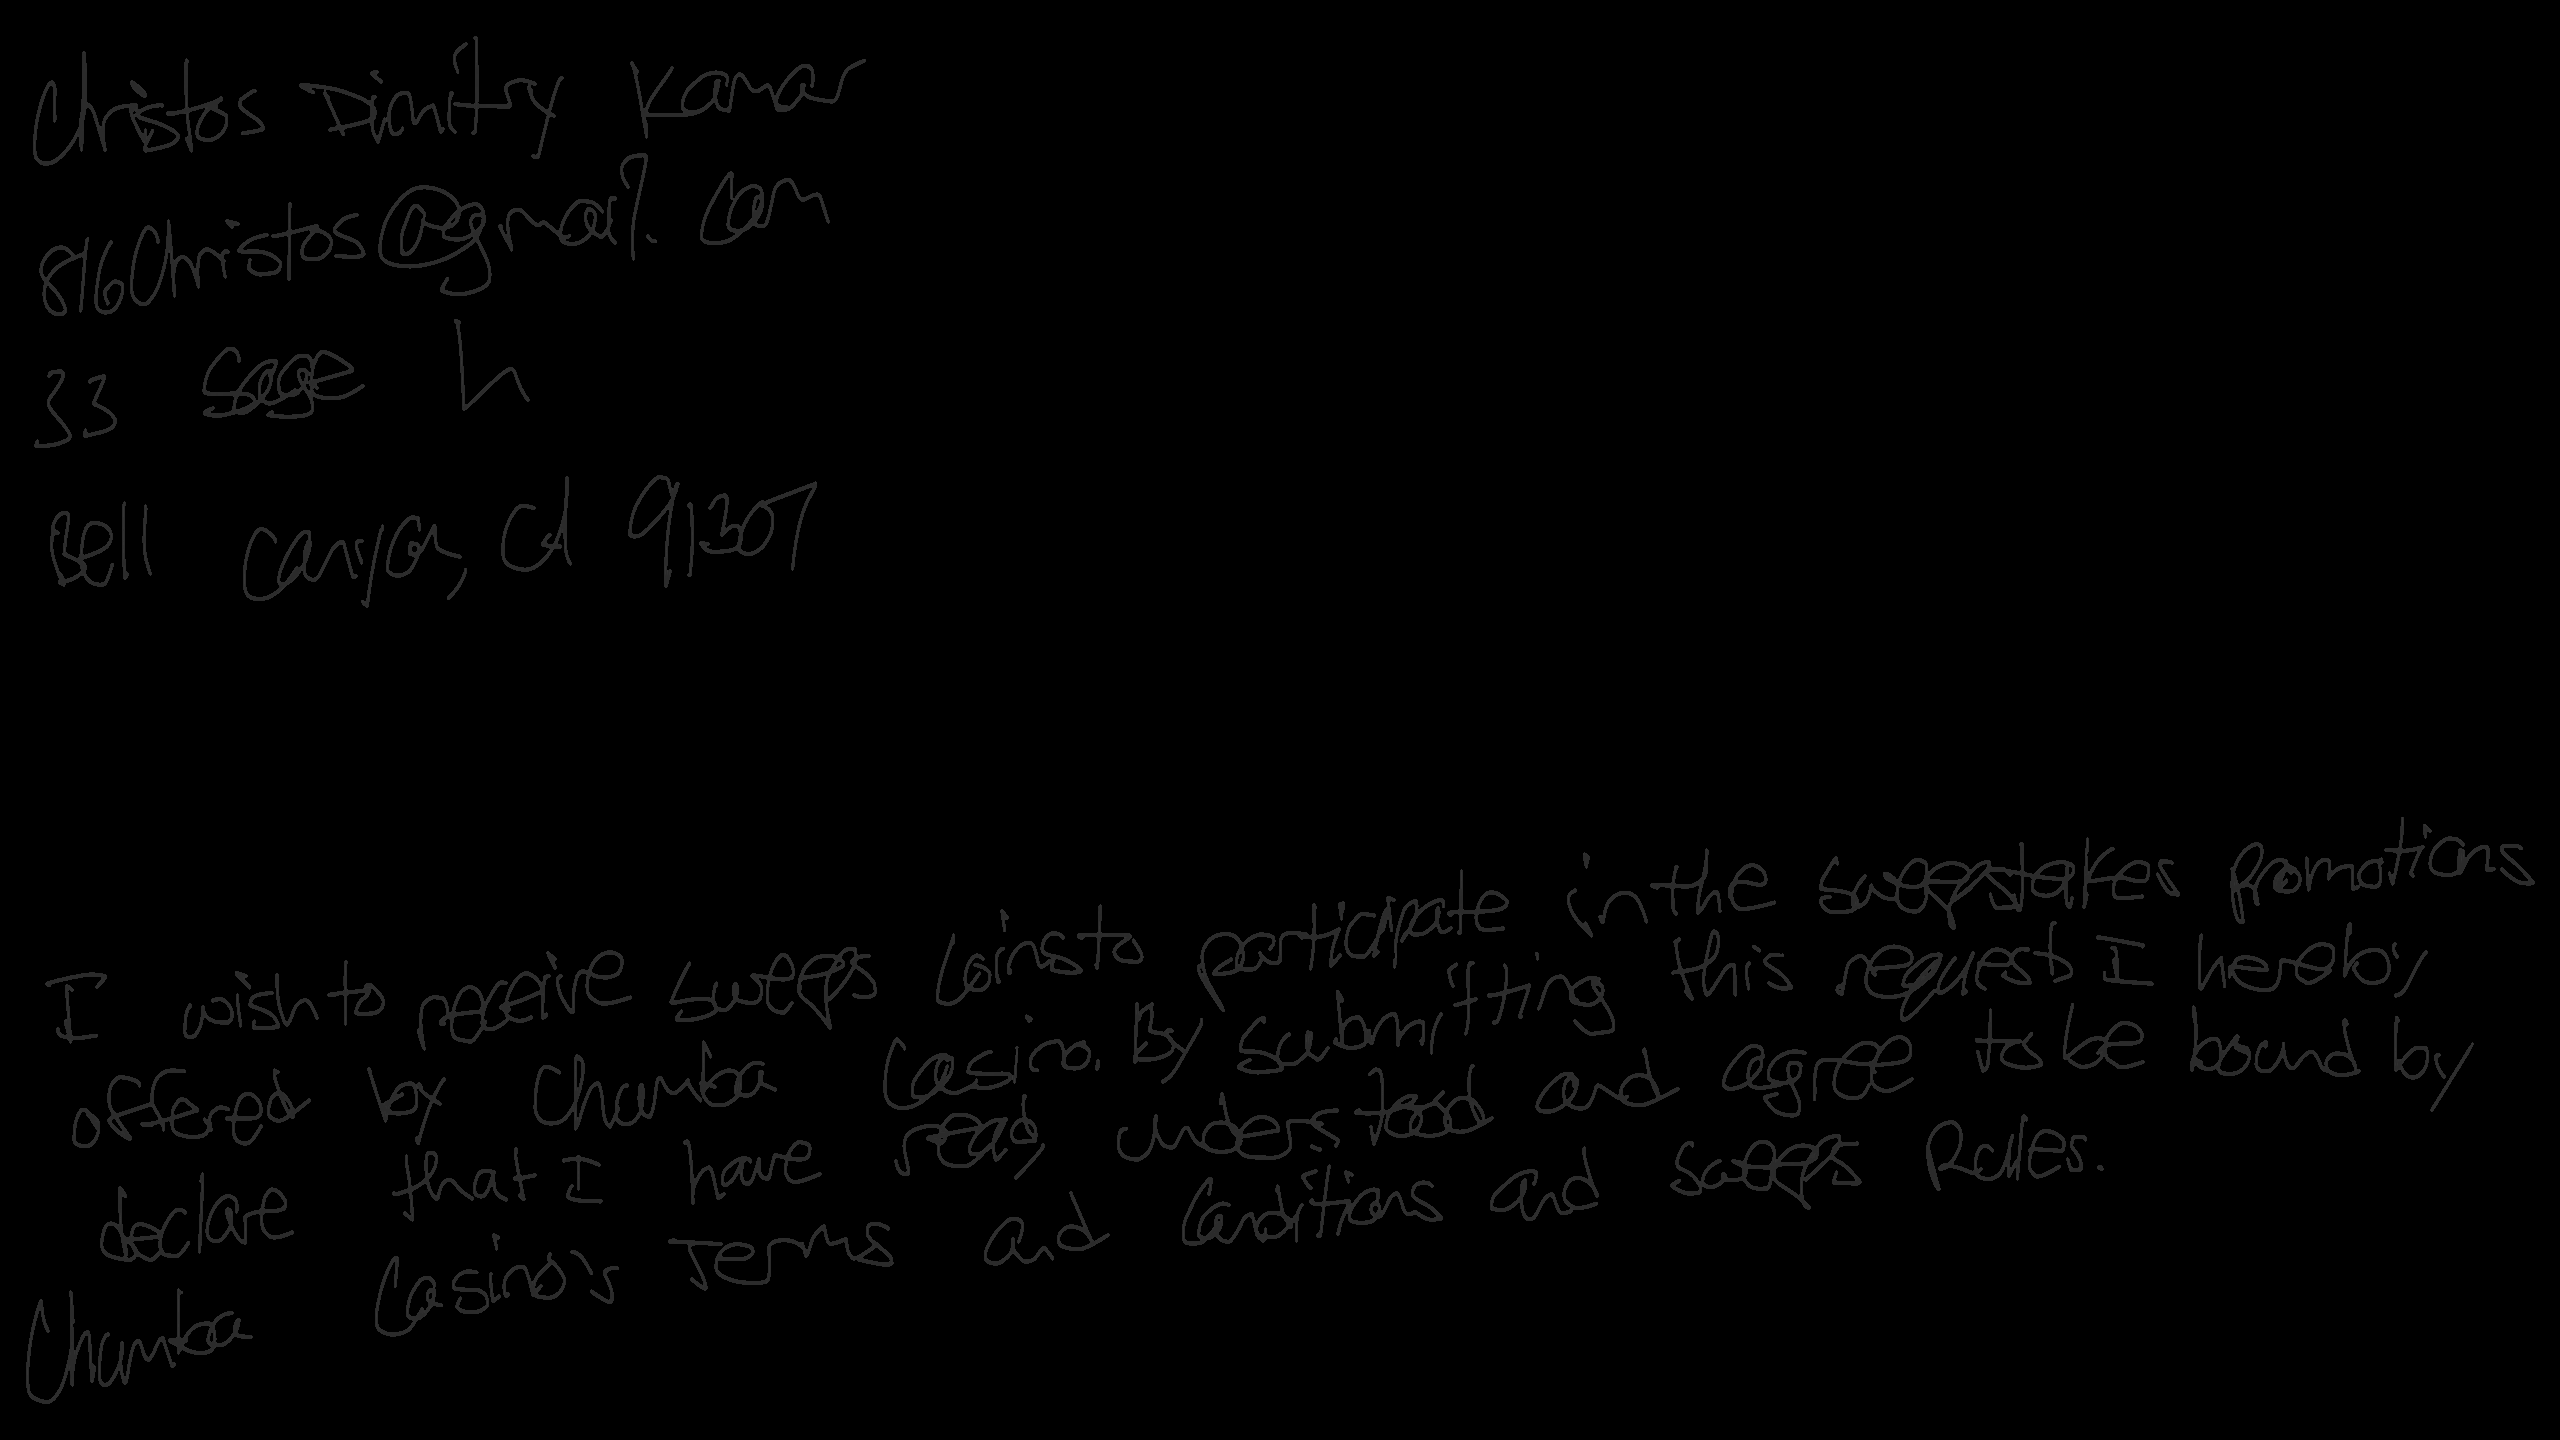 Christos Dimitry Kamar
816Christos@gmail.com
33 Sage Ln
Bell Canyon, CA 91307
I wish to receive sweeps coins to participate in the sweepstakes promotions
offered by Chumba Casino. By submitting this request I hereby
declare that I have read, understood and agree to be bound by
Chumba Casino's Terms and Conditions and Sweeps Rules.